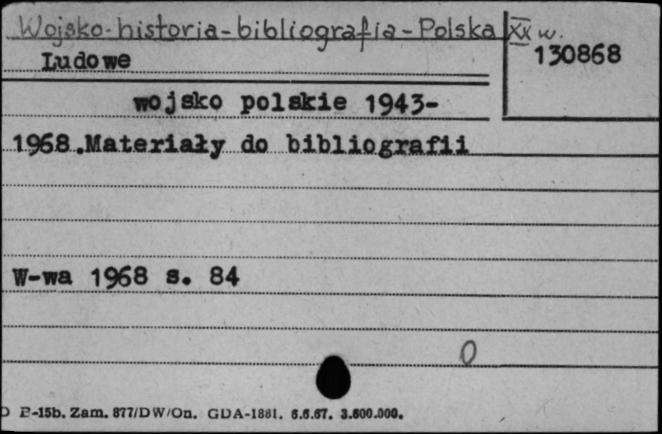 Wojsko-historia-bibliografia-Polska XX w.
130868
Ludowe
wojsko polskie 1943-
1968.Materiały do bibliografii
W-wa 1968 s. 84
0
P-15b. Zam. 877/DW/On. GDA-1881. 6.6.67. 3.600.000.